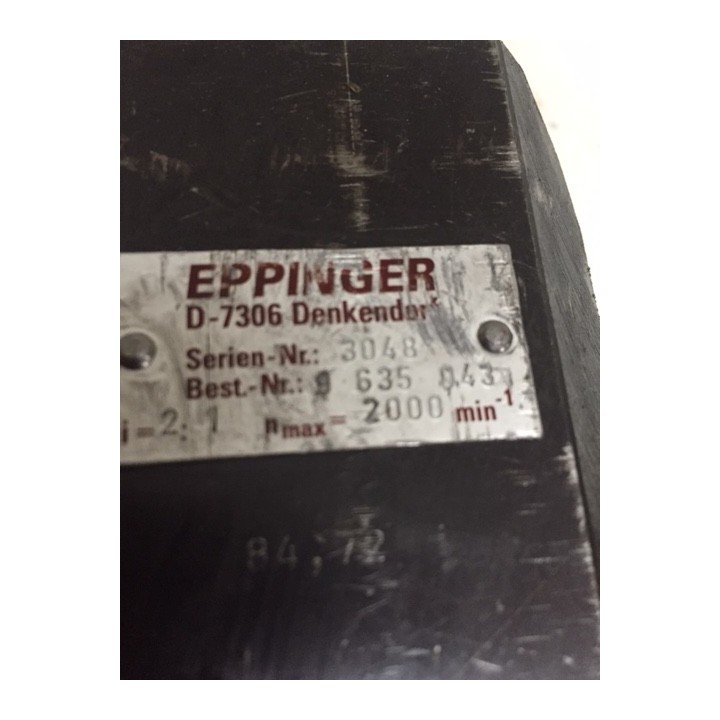 EPPINGER
D-7306 Denkendorf
Serien-Nr.: 3048
Best.-Nr.: 635
i = 2:1 nmax = 2000 min-1
84,72